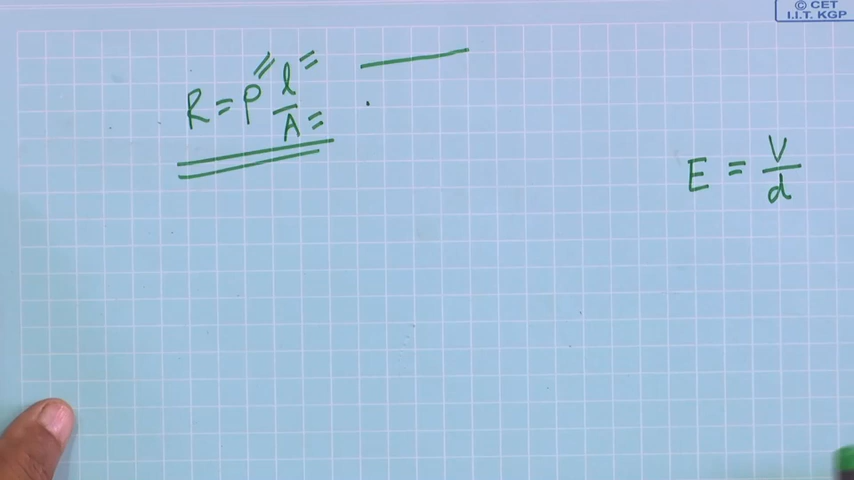 © CET
I.I.T. KGP
R = ρ l/A
E = V/d